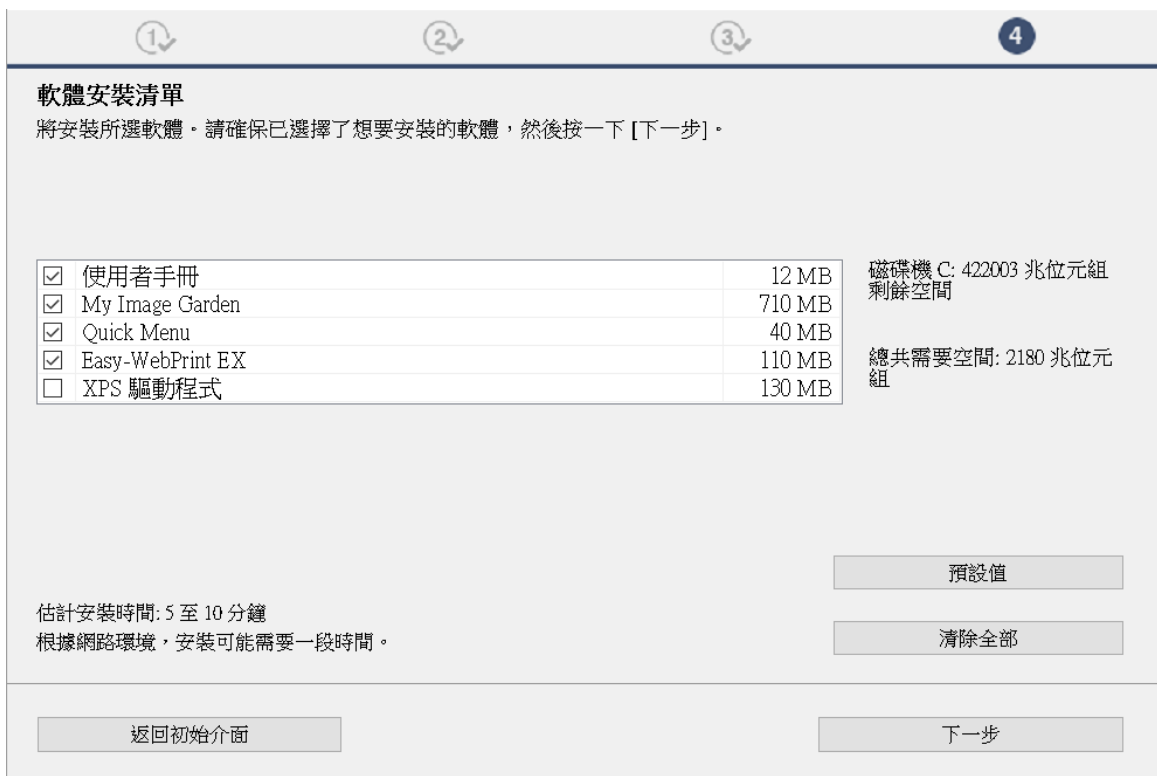 1 2 3 4
軟體安裝清單
將安裝所選軟體。請確保已選擇了想要安裝的軟體，然後按一下 [下一步]。
使用者手冊 12 MB
My Image Garden 710 MB
Quick Menu 40 MB
Easy-WebPrint EX 110 MB
XPS 驅動程式 130 MB
磁碟機 C: 422003 兆位元組
剩餘空間
總共需要空間: 2180 兆位元
組
預設值
估計安裝時間: 5 至 10 分鐘
根據網路環境，安裝可能需要一段時間。
清除全部
返回初始介面
下一步